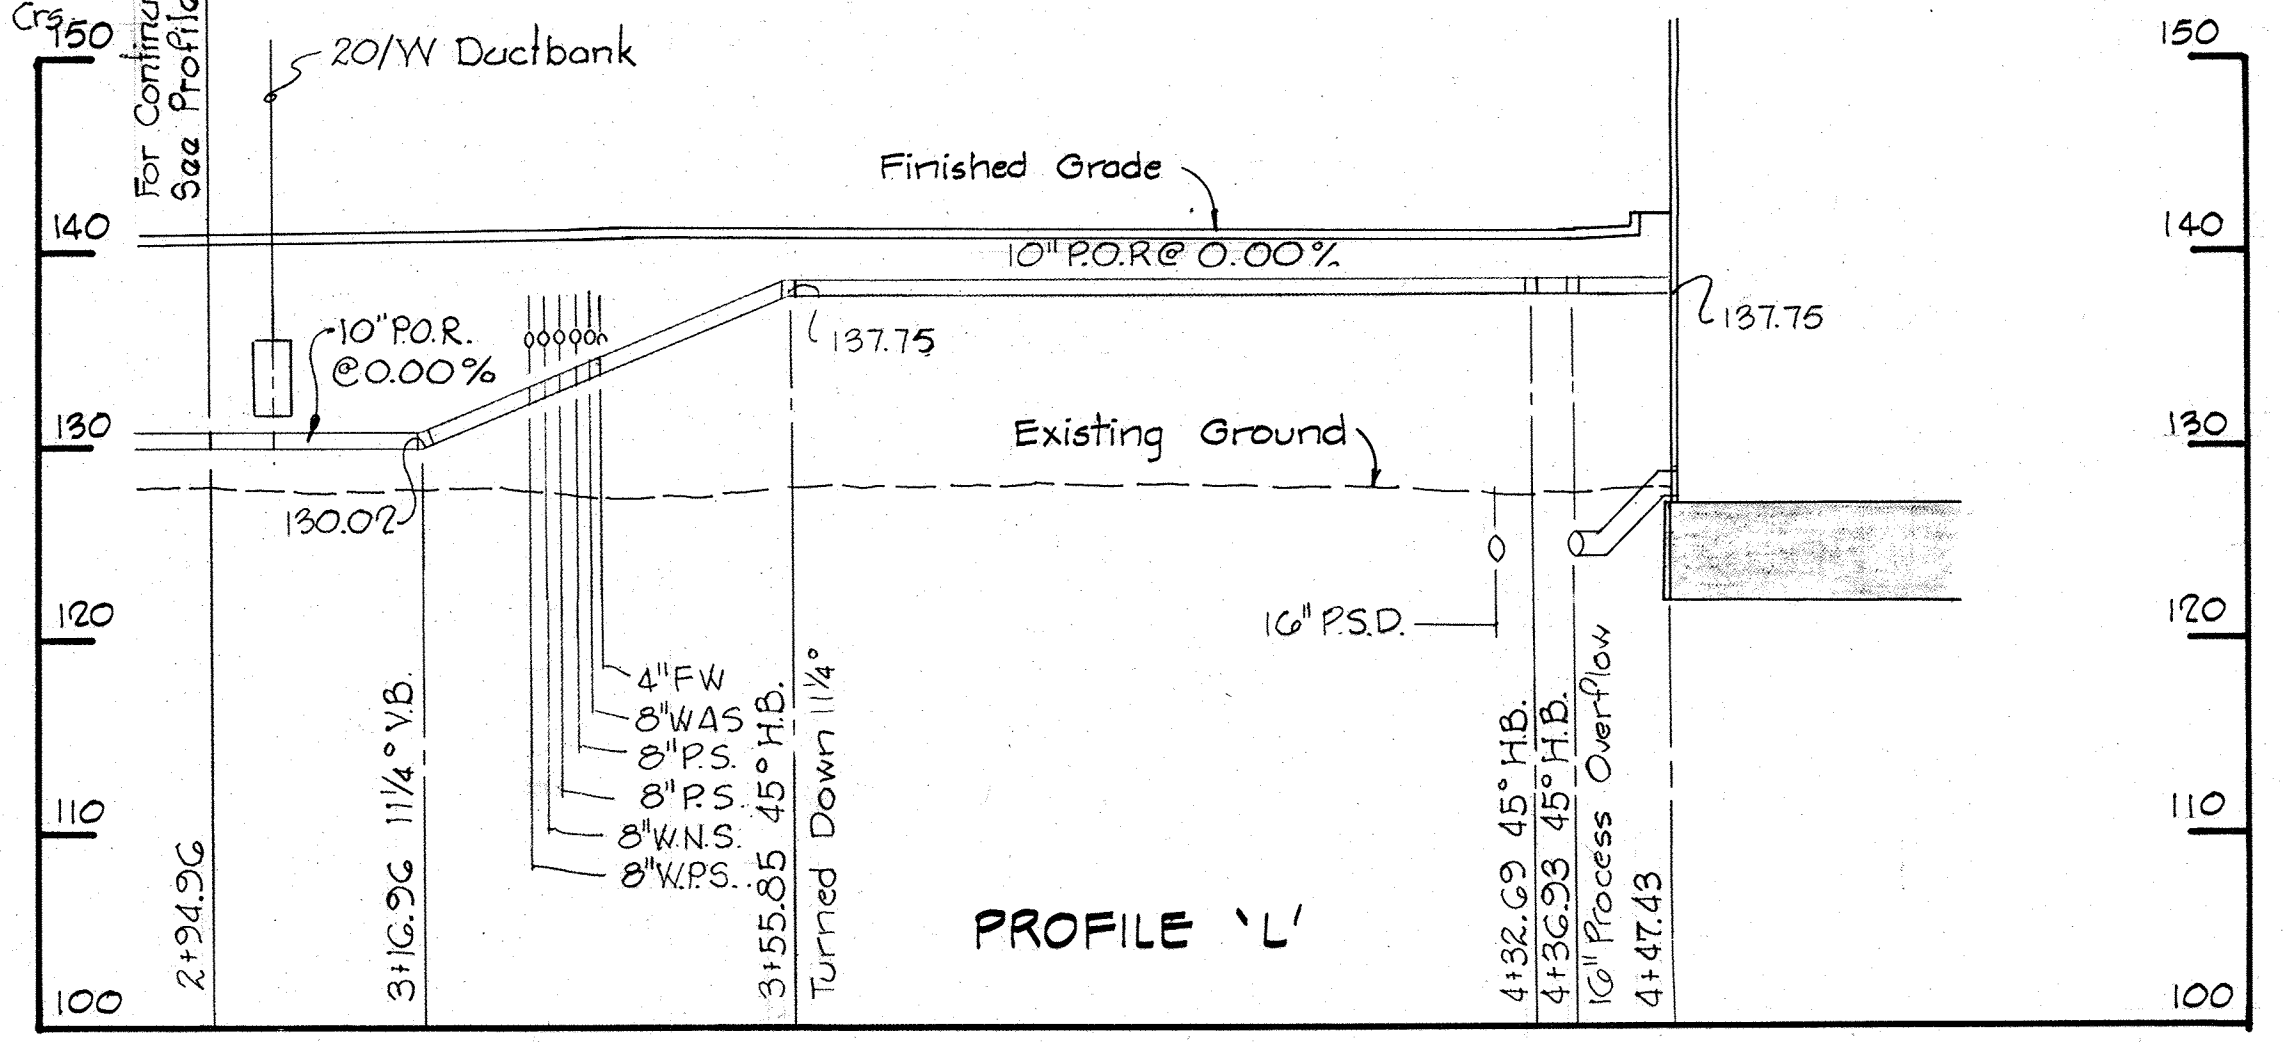 Crs
150
For Continu
See Profile
20/W Ductbank
150
Finished Grade
140
140
10" P.O.R @ 0.00%
10" P.O.R.
@ 0.00%
137.75
137.75
130
130
Existing Ground
130.02
120
120
16" P.S.D.
4" FW
8" WAS
8" P.S.
8" P.S.
8" W.N.S.
8" W.P.S.
110
110
2+94.96
3+16.96 11¼° V.B.
3+55.85 45° H.B.
Turned Down 11¼°
4+32.69 45° H.B.
4+36.93 45° H.B.
16" Process Overflow
4+47.43
PROFILE 'L'
100
100